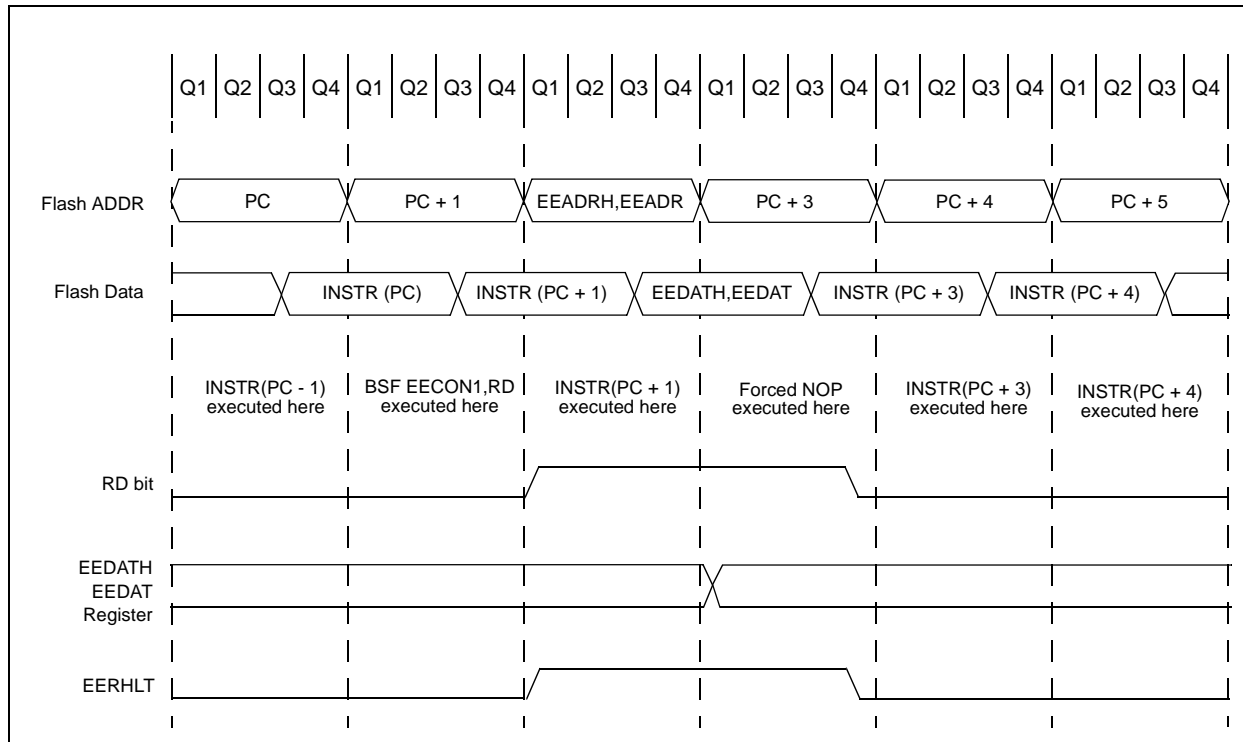 Q1 Q2 Q3 Q4 Q1 Q2 Q3 Q4 Q1 Q2 Q3 Q4 Q1 Q2 Q3 Q4 Q1 Q2 Q3 Q4 Q1 Q2 Q3 Q4
Flash ADDR PC PC + 1 EEADRH,EEADR PC + 3 PC + 4 PC + 5
Flash Data INSTR (PC) INSTR (PC + 1) EEDATH,EEDAT INSTR (PC + 3) INSTR (PC + 4)
INSTR(PC - 1) BSF EECON1,RD INSTR(PC + 1) Forced NOP INSTR(PC + 3) INSTR(PC + 4)
executed here executed here executed here executed here executed here executed here
RD bit
EEDATH
EEDAT
Register
EERHLT